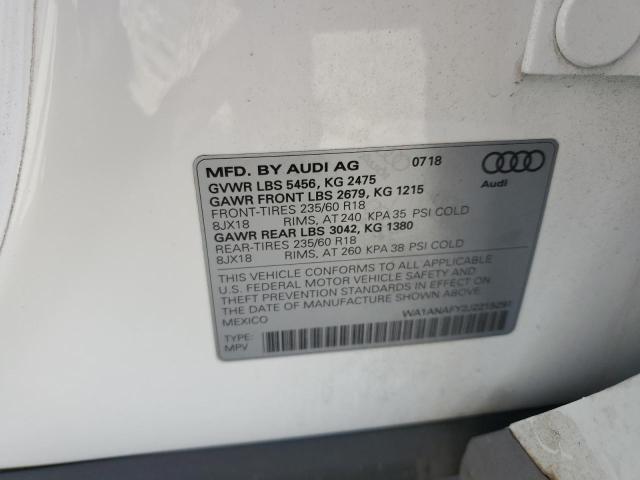 MFD. BY AUDI AG 0718
GVWR LBS 5456, KG 2475
GAWR FRONT LBS 2679, KG 1215
FRONT-TIRES 235/60 R18
8JX18 RIMS, AT 240 KPA 35 PSI COLD
GAWR REAR LBS 3042, KG 1380
REAR-TIRES 235/60 R18
8JX18 RIMS, AT 260 KPA 38 PSI COLD
Audi
THIS VEHICLE CONFORMS TO ALL APPLICABLE
U.S. FEDERAL MOTOR VEHICLE SAFETY AND
THEFT PREVENTION STANDARDS IN EFFECT ON
THE DATE OF MANUFACTURE SHOWN ABOVE.
MEXICO
TYPE:
MPV